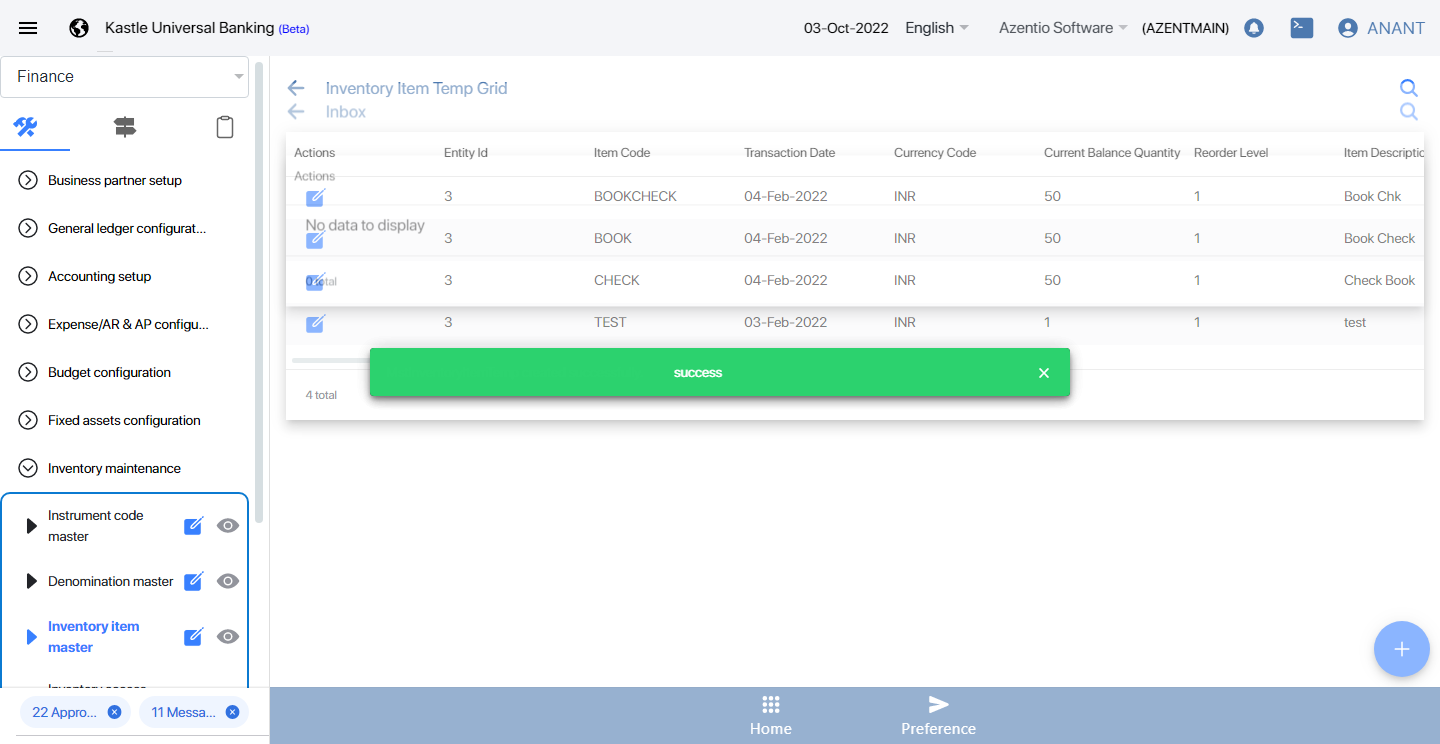 Kastle Universal Banking (Beta)
03-Oct-2022 English Azentio Software (AZENTMAIN) ANANT
Finance
Business partner setup
General ledger configurat...
Accounting setup
Expense/AR & AP configu...
Budget configuration
Fixed assets configuration
Inventory maintenance
Instrument code
master
Denomination master
Inventory item
master
22 Appro...
11 Messa...
Inventory Item Temp Grid
Inbox
Actions Entity Id Item Code Transaction Date Currency Code Current Balance Quantity Reorder Level Item Descriptio
Actions
3 BOOKCHECK 04-Feb-2022 INR 50 1 Book Chk
No data to display
3 BOOK 04-Feb-2022 INR 50 1 Book Check
0 total
3 CHECK 04-Feb-2022 INR 50 1 Check Book
3 TEST 03-Feb-2022 INR 1 1 test
success
4 total
Home
Preference